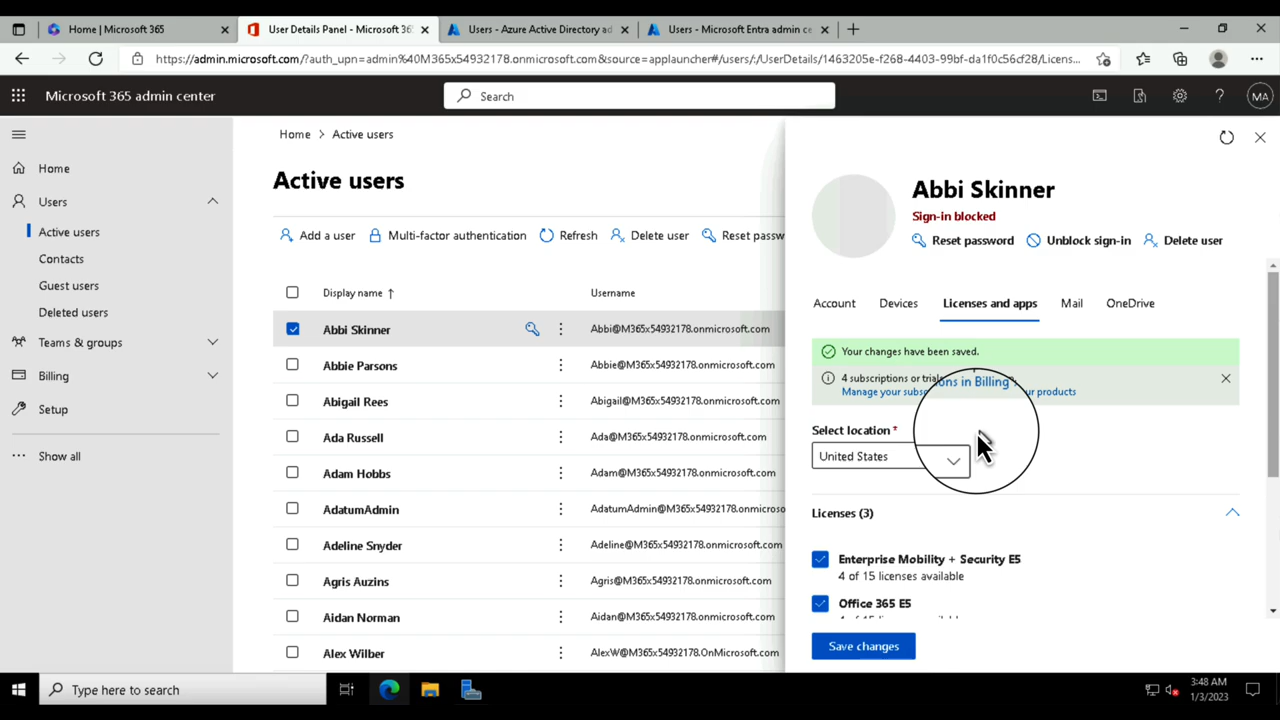 Home | Microsoft 365
User Details Panel - Microsoft 36
Users - Azure Active Directory ad
Users - Microsoft Entra admin ce
https://admin.microsoft.com/?auth_upn=admin%40M365x54932178.onmicrosoft.com&source=applauncher#/users/:/UserDetails/1463205e-f268-4403-99bf-da1f0c56cf28/Licens...
Microsoft 365 admin center
Search
MA
Home
Users
Active users
Contacts
Guest users
Deleted users
Teams & groups
Billing
Setup
Show all
Home > Active users
Active users
Add a user
Multi-factor authentication
Refresh
Delete user
Reset passw
Display name ↑
Username
Abbi Skinner
Abbi@M365x54932178.onmicrosoft.com
Abbie Parsons
Abbie@M365x54932178.onmicrosoft.com
Abigail Rees
Abigail@M365x54932178.onmicrosoft.com
Ada Russell
Ada@M365x54932178.onmicrosoft.com
Adam Hobbs
Adam@M365x54932178.onmicrosoft.com
AdatumAdmin
AdatumAdmin@M365x54932178.onmicroso
Adeline Snyder
Adeline@M365x54932178.onmicrosoft.com
Agris Auzins
Agris@M365x54932178.onmicrosoft.com
Aidan Norman
Aidan@M365x54932178.onmicrosoft.com
Alex Wilber
AlexW@M365x54932178.OnMicrosoft.com
Abbi Skinner
Sign-in blocked
Reset password
Unblock sign-in
Delete user
Account
Devices
Licenses and apps
Mail
OneDrive
Your changes have been saved.
4 subscriptions or trials
ons in Billing
Manage your subsc
ur products
Select location *
United States
Licenses (3)
Enterprise Mobility + Security E5
4 of 15 licenses available
Office 365 E5
Save changes
Type here to search
3:48 AM
1/3/2023